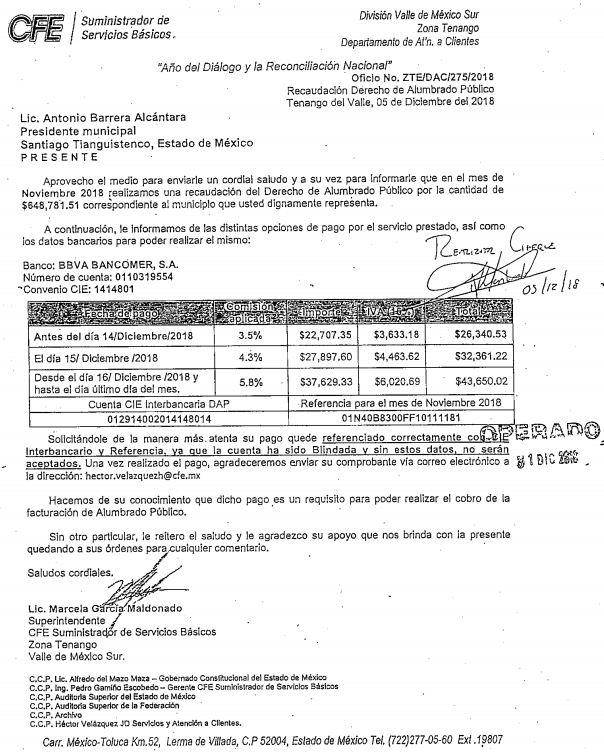 CFE
Suministrador de
Servicios Básicos.
División Valle de México Sur
Zona Tenango
Departamento de At'n. a Clientes
"Año del Diálogo y la Reconciliación Nacional"
Oficio No. ZTE/DAC/275/2018
Recaudación Derecho de Alumbrado Público
Tenango del Valle, 05 de Diciembre del 2018
Lic. Antonio Barrera Alcántara
Presidente municipal
Santiago Tianguistenco, Estado de México
P R E S E N T E
Aprovecho el medio para enviarle un cordial saludo y a su vez para informarle que en el mes de
Noviembre 2018 realizamos una recaudación del Derecho de Alumbrado Público por la cantidad de
$648,781.51 correspondiente al municipio que usted dignamente representa.
A continuación, le informamos de las distintas opciones de pago por el servicio prestado, así como
los datos bancarios para poder realizar el mismo:
Cheque
05/12/18
Banco: BBVA BANCOMER, S.A.
Número de cuenta: 0110319554
Convenio CIE: 1414801
Fecha de pago Comisión aplicada Importe IVA (16%) Total
Antes del día 14/Diciembre/2018 3.5% $22,707.35 $3,633.18 $26,340.53
El día 15/ Diciembre /2018 4.3% $27,897.60 $4,463.62 $32,361.22
Desde el día 16/ Diciembre /2018 y
hasta el día último día del mes. 5.8% $37,629.33 $6,020.69 $43,650.02
Cuenta CIE Interbancaria DAP Referencia para el mes de Noviembre 2018
012914002014148014 01N40B8300FF10111181
OPERADO
Solicitándole de la manera más atenta su pago quede referenciado correctamente con CIE
Interbancario y Referencia, ya que la cuenta ha sido Blindada y sin estos datos, no serán
aceptados. Una vez realizado el pago, agradeceremos enviar su comprobante vía correo electrónico a
la dirección: hector.velazquezh@cfe.mx
31 DIC
Hacemos de su conocimiento que dicho pago es un requisito para poder realizar el cobro de la
facturación de Alumbrado Público.
Sin otro particular, le reitero el saludo y le agradezco su apoyo que nos brinda con la presente
quedando a sus órdenes para cualquier comentario.
Saludos cordiales.
Lic. Marcela García Maldonado
Superintendente
CFE Suministrador de Servicios Básicos
Zona Tenango
Valle de México Sur.
C.C.P. Lic. Alfredo del Mazo Maza – Gobernado Constitucional del Estado de México
C.C.P. Ing. Pedro Gamiño Escobedo – Gerente CFE Suministrador de Servicios Básicos
C.C.P. Auditoria Superior del Estado de México
C.C.P. Auditoria Superior de la Federación
C.C.P. Archivo
C.C.P. Héctor Velázquez JD Servicios y Atención a Clientes.
Carr. México-Toluca Km.52, Lerma de Villada, C.P 52004, Estado de México Tel. (722)277-05-60 Ext .19807